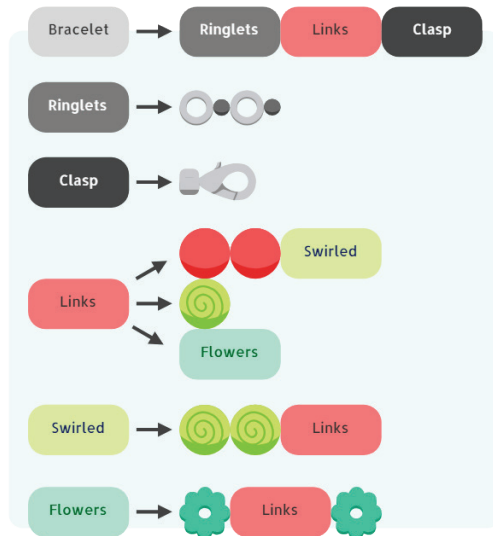 Bracelet Ringlets Links Clasp
Ringlets
Clasp
Swirled
Links
Flowers
Swirled Links
Flowers Links